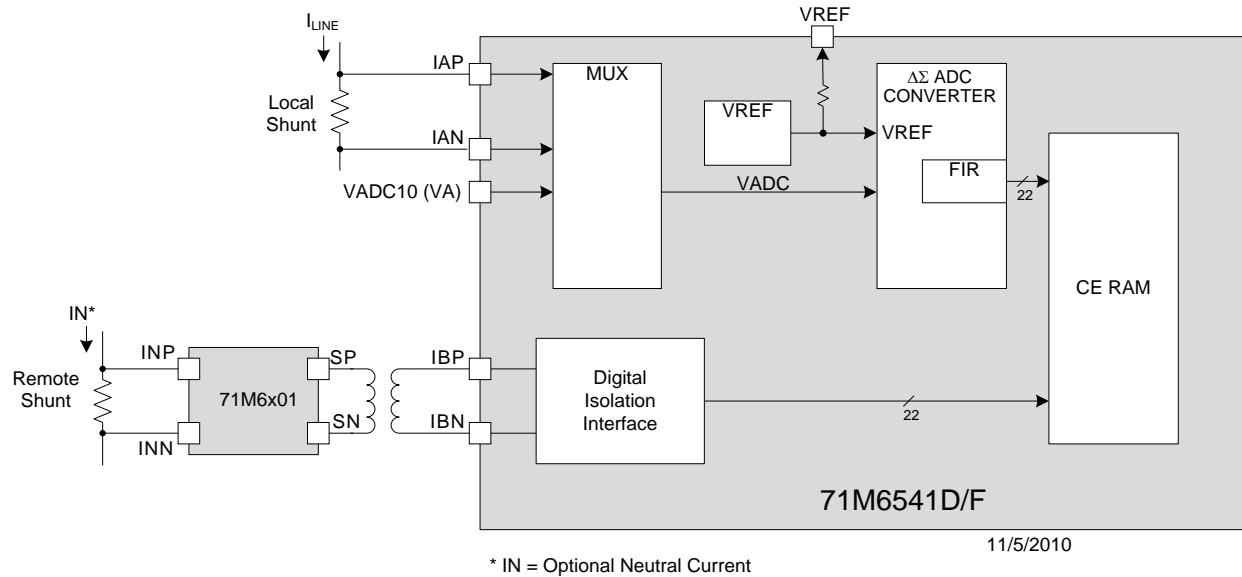 I LINE
VREF
IAP
MUX
ΔΣ ADC
CONVERTER
Local
Shunt
VREF
VREF
IAN
FIR
VADC10 (VA)
VADC
22
CE RAM
IN*
INP
SP
IBP
Remote
Shunt
71M6x01
Digital
Isolation
Interface
22
INN
SN
IBN
71M6541D/F
11/5/2010
* IN = Optional Neutral Current